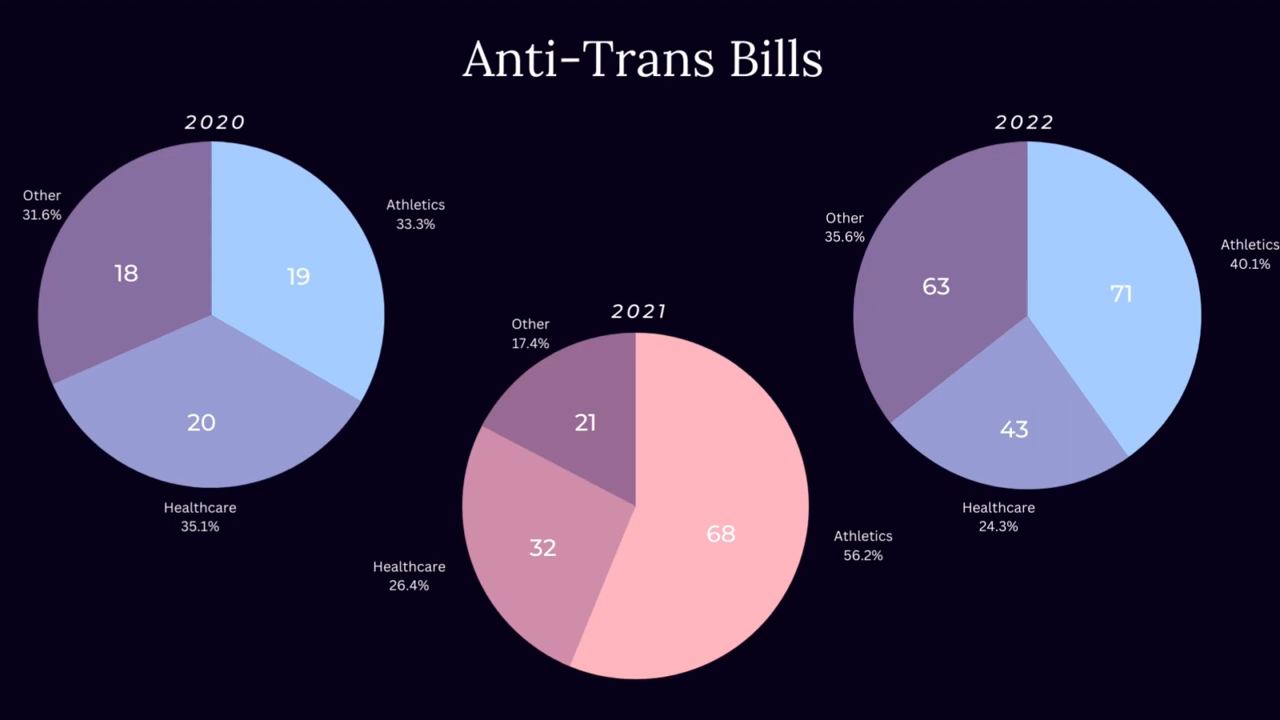 Anti-Trans Bills
2020
Other
31.6%
18
Athletics
33.3%
19
20
Healthcare
35.1%
2021
Other
17.4%
21
68
32
Athletics
56.2%
Healthcare
26.4%
2022
Other
35.6%
63
Athletics
40.1%
71
43
Healthcare
24.3%